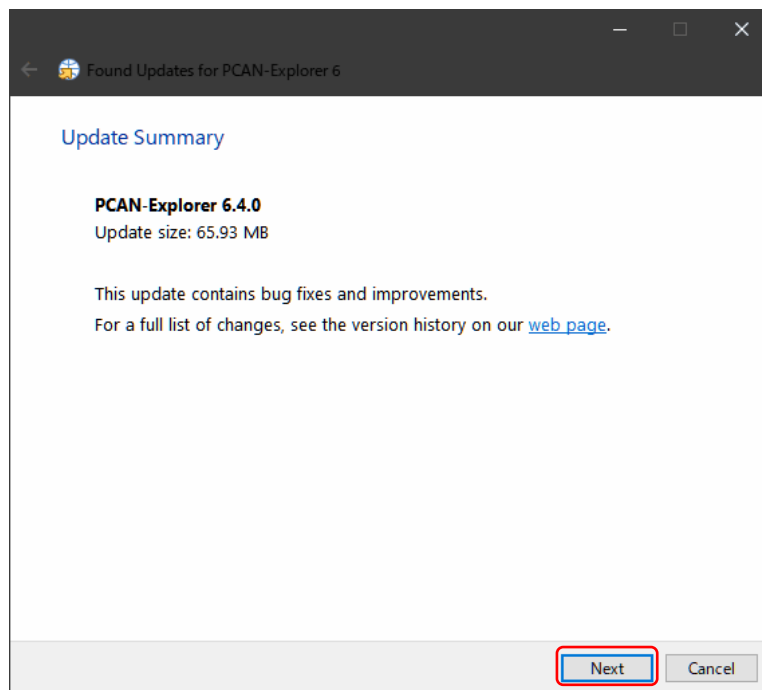 Found Updates for PCAN-Explorer 6
Update Summary
PCAN-Explorer 6.4.0
Update size: 65.93 MB
This update contains bug fixes and improvements.
For a full list of changes, see the version history on our web page.
Next Cancel